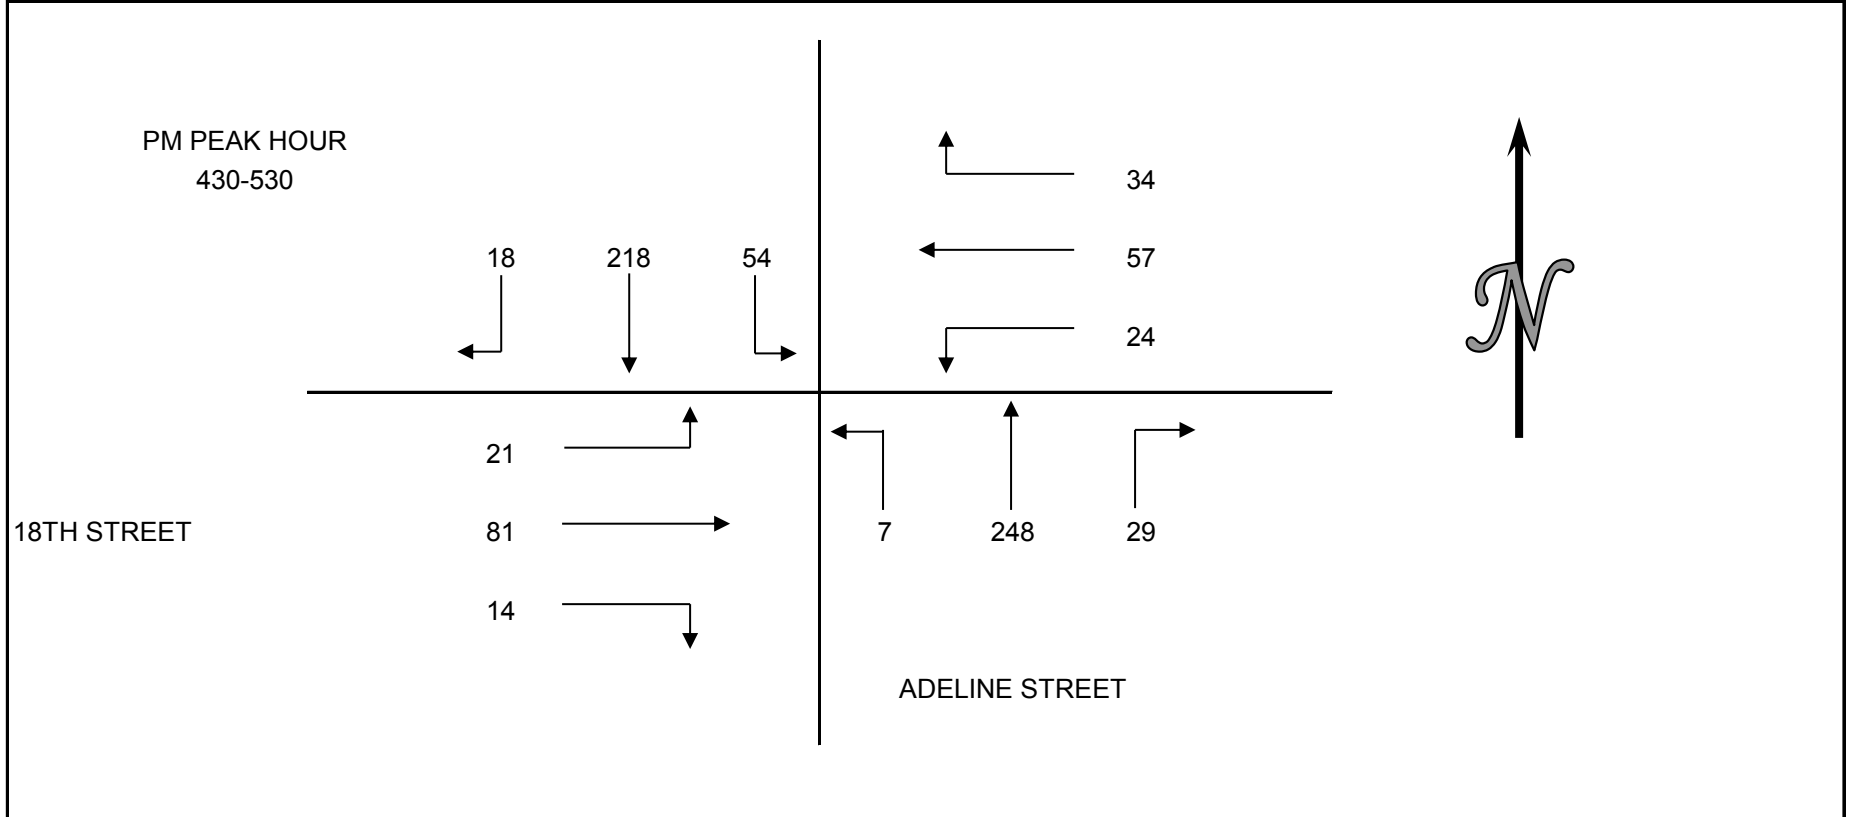 PM PEAK HOUR
430-530
34
18 218 54 57
24
21
18TH STREET 81 7 248 29
14
ADELINE STREET
N